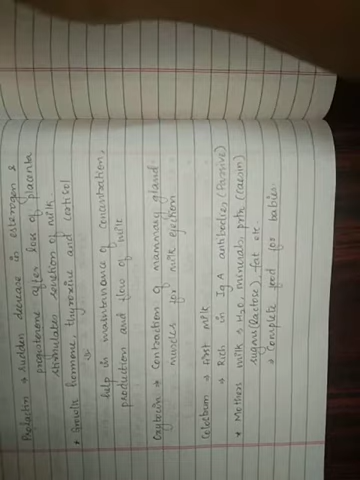 Prolactin → sudden decrease in estrogen &
progesterone after loss of placenta
stimulates secretion of milk
• Growth hormone, thyroxine and cortisol
↓
help in maintenance of concentration,
production and flow of milk
Oxytocin → Contraction of mammary gland
muscles for milk ejection
Colostrum → First milk
→ Rich in IgA antibodies, (Passive)
* Mothers milk → H2O, minerals, prtn (casein)
sugar (lactose), fat etc.
→ Complete food for babies.